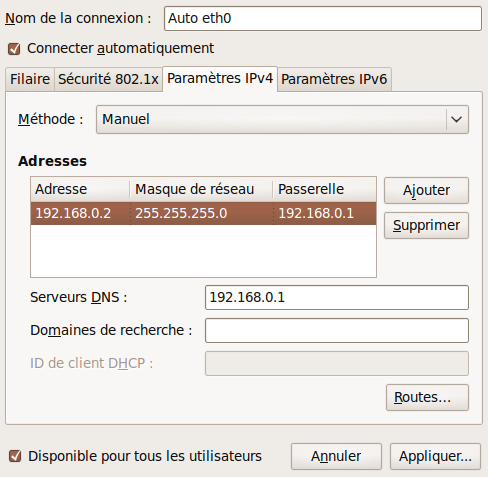 Nom de la connexion : Auto eth0
Connecter automatiquement
Filaire Sécurité 802.1x Paramètres IPv4 Paramètres IPv6
Méthode : Manuel
Adresses
Adresse Masque de réseau Passerelle
192.168.0.2 255.255.255.0 192.168.0.1
Ajouter
Supprimer
Serveurs DNS : 192.168.0.1
Domaines de recherche :
ID de client DHCP :
Routes...
Disponible pour tous les utilisateurs Annuler Appliquer...